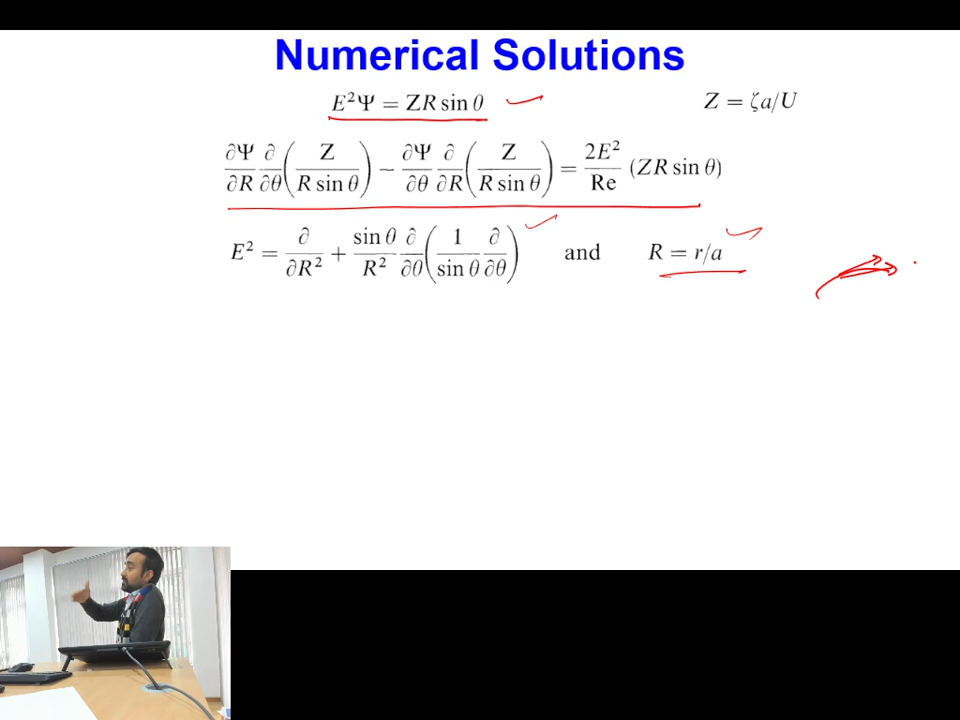 Numerical Solutions
E²Ψ = ZR sin θ Z = ζa/U
∂Ψ/∂R ∂/∂θ (Z/(R sin θ)) − ∂Ψ/∂θ ∂/∂R (Z/(R sin θ)) = 2E²/Re (ZR sin θ)
E² = ∂/∂R² + sin θ/R² ∂/∂θ (1/sin θ ∂/∂θ) and R = r/a